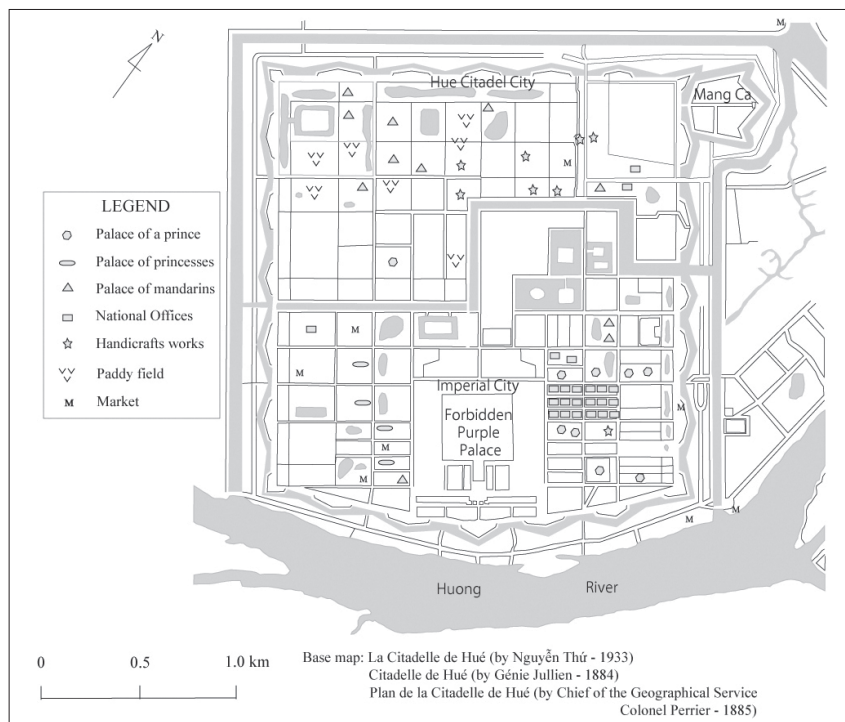 N
M
Hue Citadel City
Mang Ca
M
LEGEND
Palace of a prince
Palace of princesses
Palace of mandarins
National Offices
Handicrafts works
Paddy field
M Market
M
M
Imperial City
M
Forbidden
Purple
Palace
M
M
M
M
Huong River
0 0.5 1.0 km
Base map: La Citadelle de Hué (by Nguyễn Thứ - 1933)
Citadelle de Hué (by Génie Jullien - 1884)
Plan de la Citadelle de Hué (by Chief of the Geographical Service
Colonel Perrier - 1885)